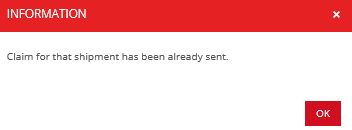 INFORMATION ×
Claim for that shipment has been already sent.
OK